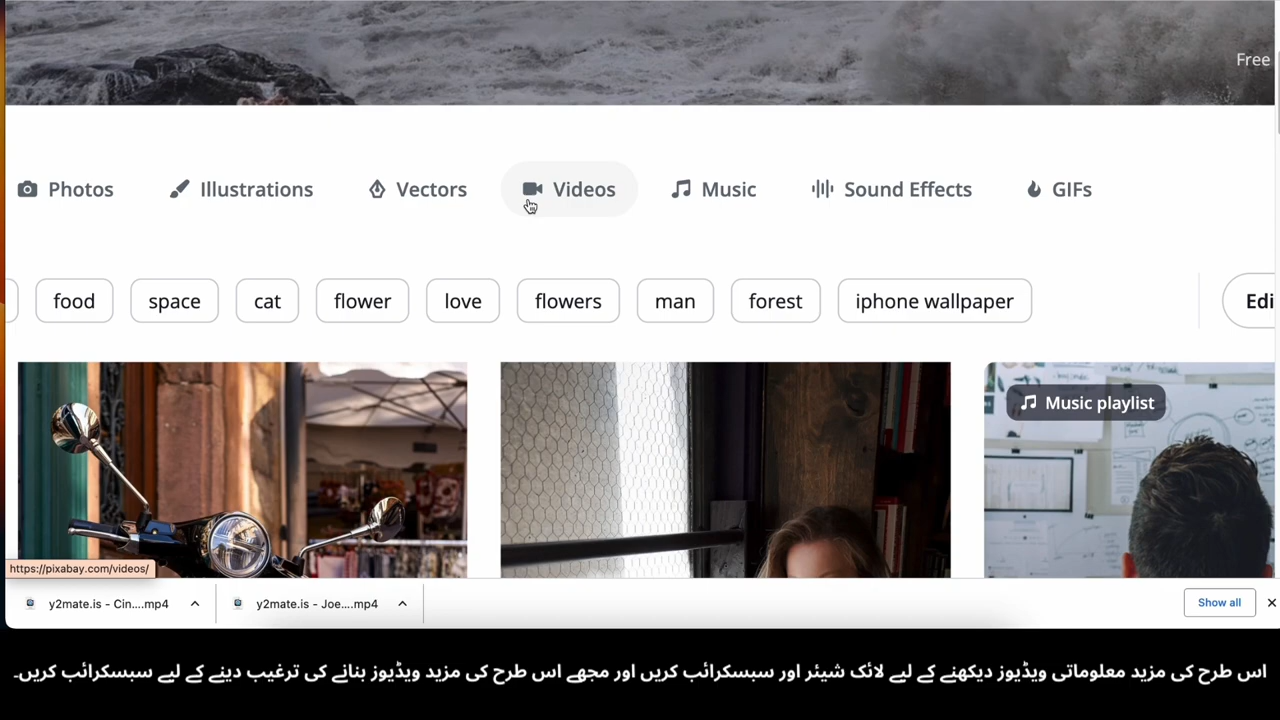 Free
Photos
Illustrations
Vectors
Videos
Music
Sound Effects
GIFs
food
space
cat
flower
love
flowers
man
forest
iphone wallpaper
Edi
Music playlist
https://pixabay.com/videos/
y2mate.is - Cin....mp4
y2mate.is - Joe....mp4
Show all
اس طرح کی مزید معلوماتی ویڈیوز دیکھنے کے لیے لائک شیئر اور سبسکرائب کریں اور مجھے اس طرح کی مزید ویڈیوز بنانے کی ترغیب دینے کے لیے سبسکرائب کریں۔